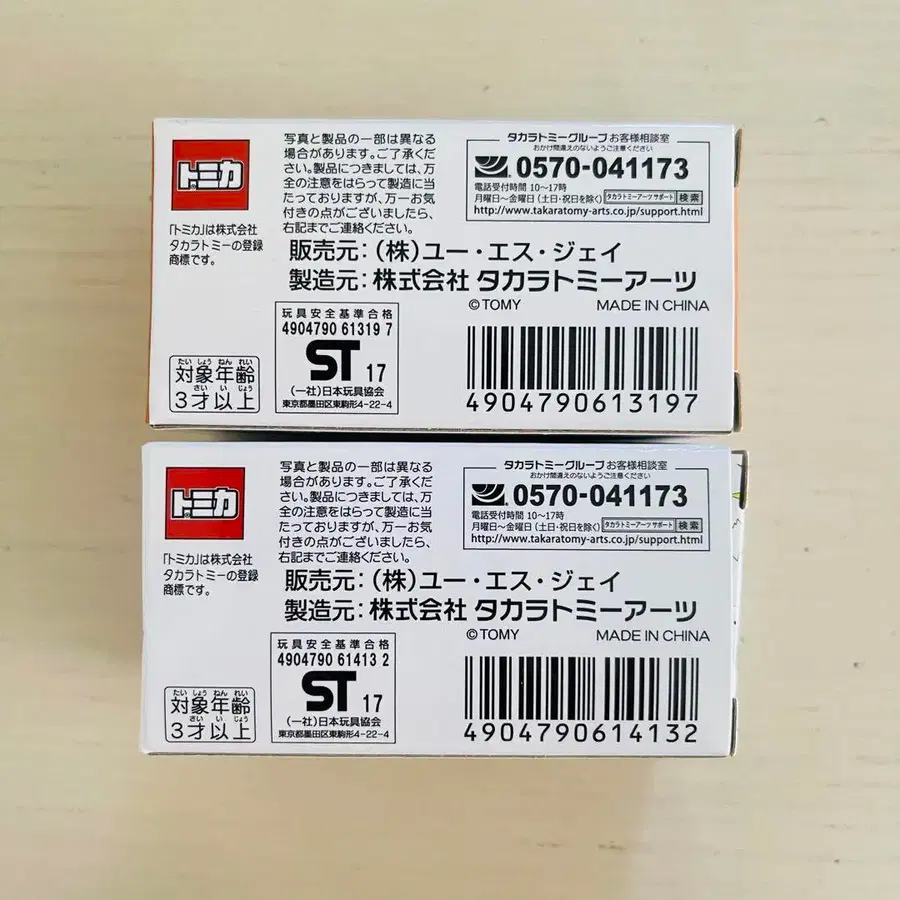 トミカ
「トミカ」は株式会社
タカラトミーの登録
商標です。
写真と製品の一部は異なる
場合があります。ご了承くださ
い。製品につきましては、万
全の注意をはらって製造に当
たっておりますが、万一お気
付きの点がございましたら、
右記までご連絡ください。
タカラトミーグループ お客様相談室
おかけ間違えのないようご注意ください
0570-041173
電話受付時間 10〜17時
月曜日〜金曜日(土日・祝日を除く) タカラトミーアーツ サポート 検索
http://www.takaratomy-arts.co.jp/support.html
販売元:(株)ユー・エス・ジェイ
製造元:株式会社 タカラトミーアーツ
©TOMY MADE IN CHINA
たい しょう ねん れい
対象年齢
さい い じょう
3才以上
玩具安全基準合格
4904790 61319 7
ST 17
(一社)日本玩具協会
東京都墨田区東駒形4-22-4
4904790613197
トミカ
「トミカ」は株式会社
タカラトミーの登録
商標です。
写真と製品の一部は異なる
場合があります。ご了承くださ
い。製品につきましては、万
全の注意をはらって製造に当
たっておりますが、万一お気
付きの点がございましたら、
右記までご連絡ください。
タカラトミーグループ お客様相談室
おかけ間違えのないようご注意ください
0570-041173
電話受付時間 10〜17時
月曜日〜金曜日(土日・祝日を除く) タカラトミーアーツ サポート 検索
http://www.takaratomy-arts.co.jp/support.html
販売元:(株)ユー・エス・ジェイ
製造元:株式会社 タカラトミーアーツ
©TOMY MADE IN CHINA
たい しょう ねん れい
対象年齢
さい い じょう
3才以上
玩具安全基準合格
4904790 61413 2
ST 17
(一社)日本玩具協会
東京都墨田区東駒形4-22-4
4904790614132